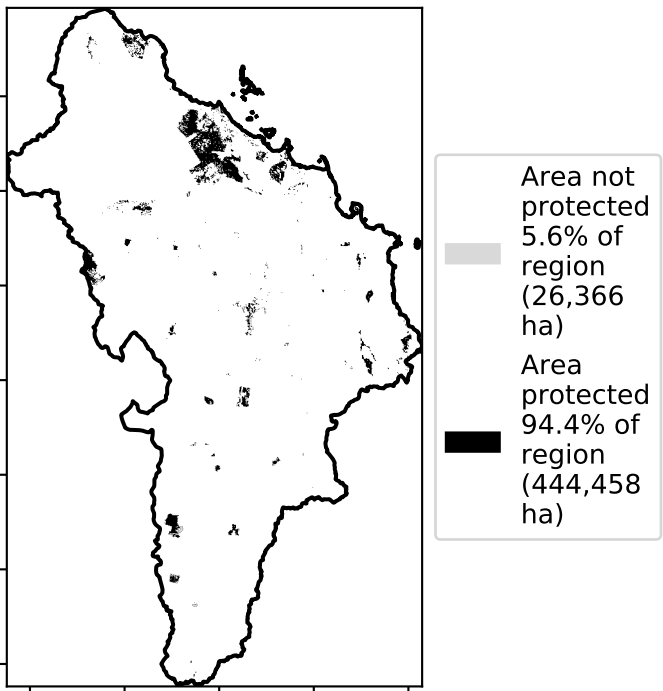 Area not
protected
5.6% of
region
(26,366
ha)
Area
protected
94.4% of
region
(444,458
ha)